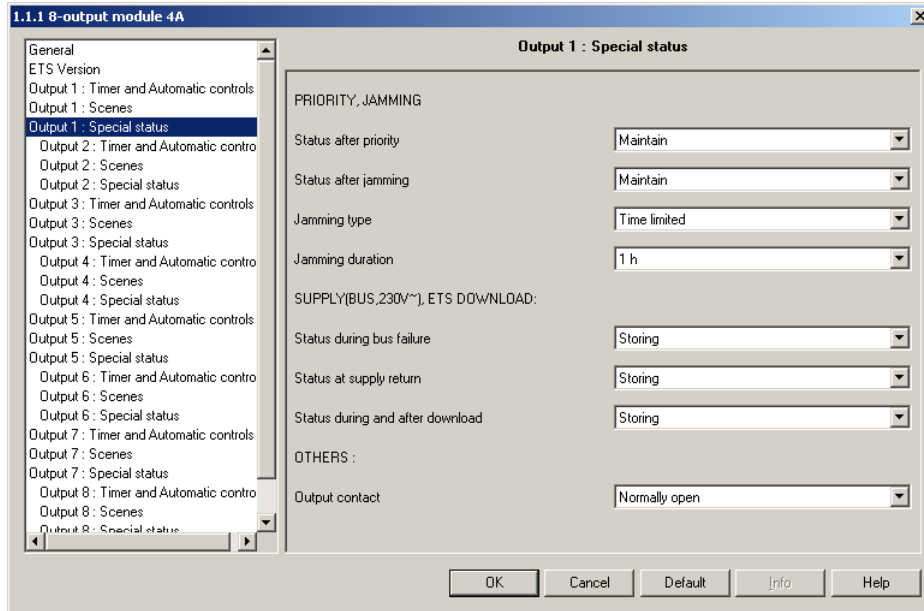 1.1.1 8-output module 4A
General
ETS Version
Output 1 : Timer and Automatic controls
Output 1 : Scenes
Output 1 : Special status
Output 2 : Timer and Automatic contro
Output 2 : Scenes
Output 2 : Special status
Output 3 : Timer and Automatic controls
Output 3 : Scenes
Output 3 : Special status
Output 4 : Timer and Automatic contro
Output 4 : Scenes
Output 4 : Special status
Output 5 : Timer and Automatic controls
Output 5 : Scenes
Output 5 : Special status
Output 6 : Timer and Automatic contro
Output 6 : Scenes
Output 6 : Special status
Output 7 : Timer and Automatic controls
Output 7 : Scenes
Output 7 : Special status
Output 8 : Timer and Automatic contro
Output 8 : Scenes
Output 8 : Special status
Output 1 : Special status
PRIORITY, JAMMING
Status after priority Maintain
Status after jamming Maintain
Jamming type Time limited
Jamming duration 1 h
SUPPLY(BUS,230V~), ETS DOWNLOAD:
Status during bus failure Storing
Status at supply return Storing
Status during and after download Storing
OTHERS :
Output contact Normally open
OK Cancel Default Info Help